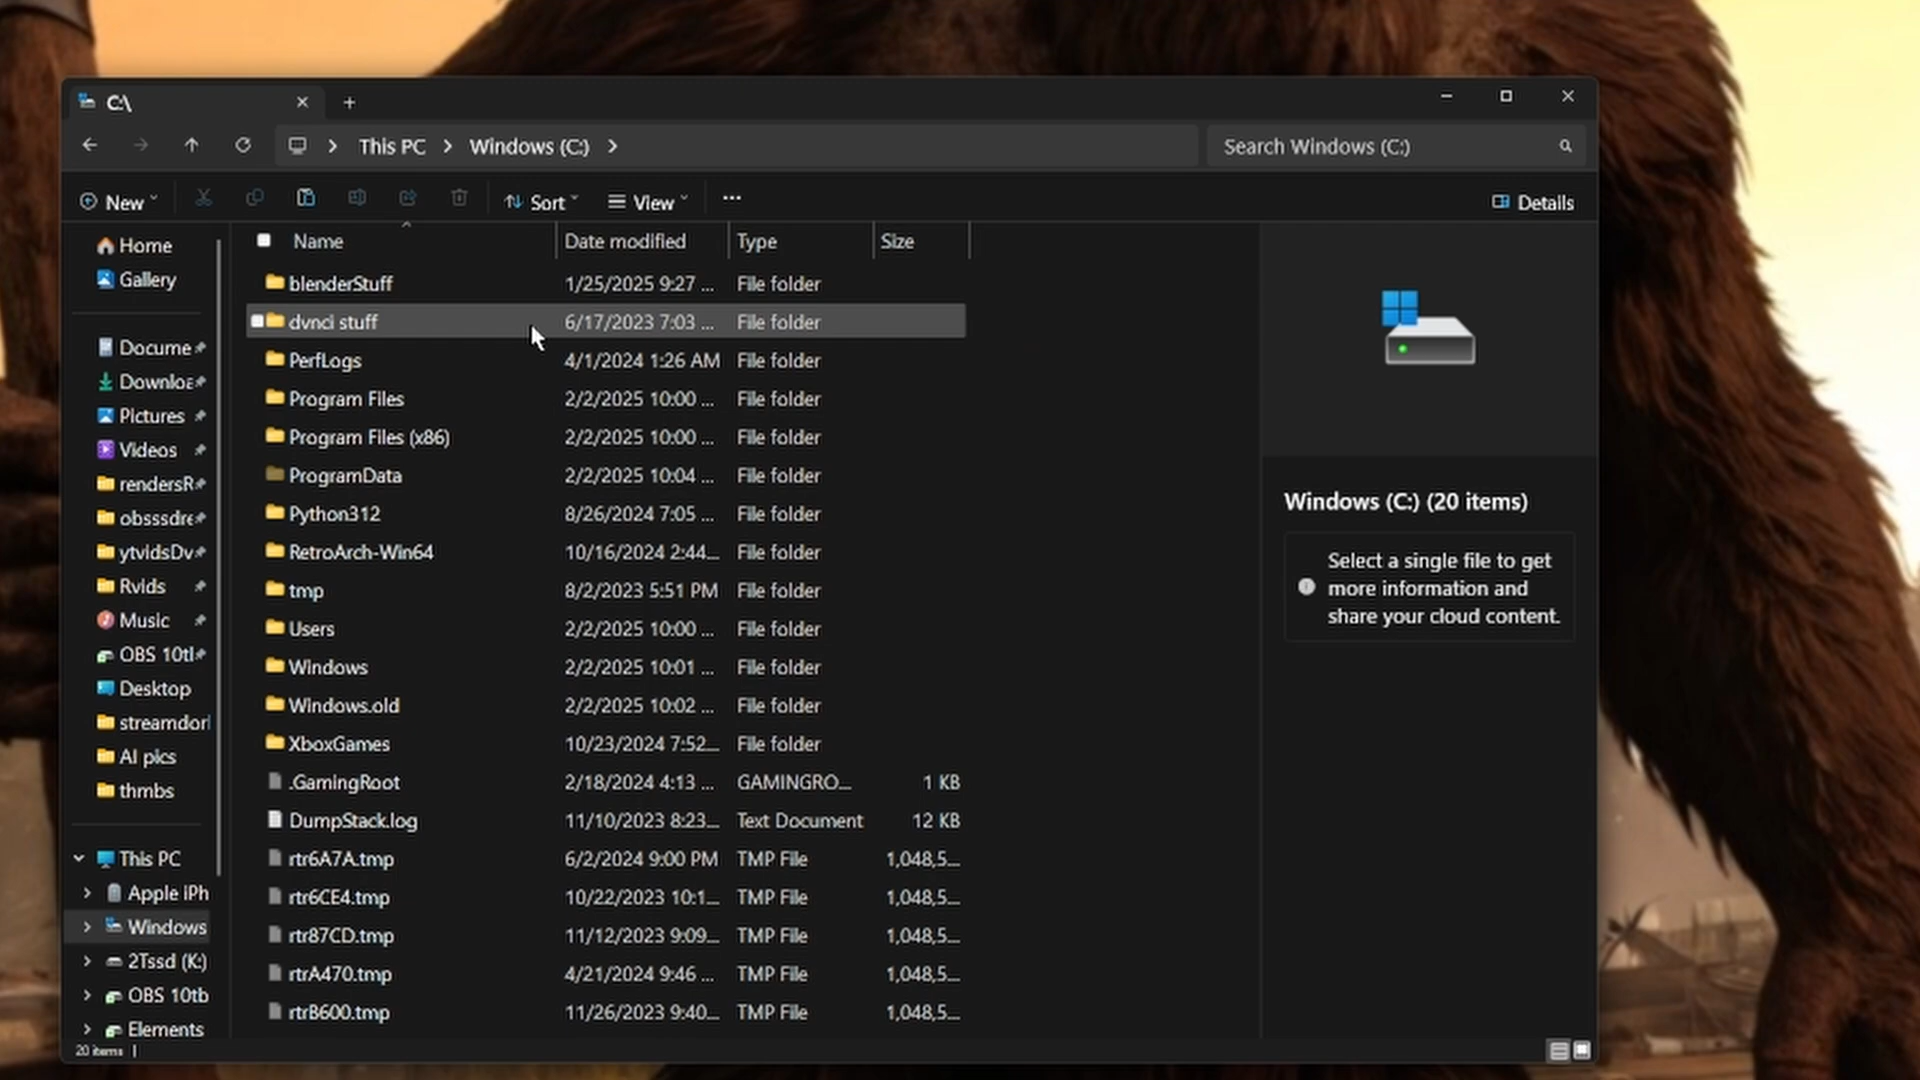 C:\
This PC > Windows (C:) >
Search Windows (C:)
New
Sort
View
Details
Home
Gallery
Docume
Downloa
Pictures
Videos
rendersR
obsssdre
ytvidsDv
Rvids
Music
OBS 10tl
Desktop
streamdorl
AI pics
thmbs
This PC
Apple iPh
Windows
2Tssd (K:)
OBS 10tb
Elements
Name Date modified Type Size
blenderStuff 1/25/2025 9:27 ... File folder
dvnci stuff 6/17/2023 7:03 ... File folder
PerfLogs 4/1/2024 1:26 AM File folder
Program Files 2/2/2025 10:00 ... File folder
Program Files (x86) 2/2/2025 10:00 ... File folder
ProgramData 2/2/2025 10:04 ... File folder
Python312 8/26/2024 7:05 ... File folder
RetroArch-Win64 10/16/2024 2:44... File folder
tmp 8/2/2023 5:51 PM File folder
Users 2/2/2025 10:00 ... File folder
Windows 2/2/2025 10:01 ... File folder
Windows.old 2/2/2025 10:02 ... File folder
XboxGames 10/23/2024 7:52... File folder
.GamingRoot 2/18/2024 4:13 ... GAMINGRO... 1 KB
DumpStack.log 11/10/2023 8:23... Text Document 12 KB
rtr6A7A.tmp 6/2/2024 9:00 PM TMP File 1,048,5...
rtr6CE4.tmp 10/22/2023 10:1... TMP File 1,048,5...
rtr87CD.tmp 11/12/2023 9:09... TMP File 1,048,5...
rtrA470.tmp 4/21/2024 9:46 ... TMP File 1,048,5...
rtrB600.tmp 11/26/2023 9:40... TMP File 1,048,5...
Windows (C:) (20 items)
Select a single file to get
more information and
share your cloud content.
20 items